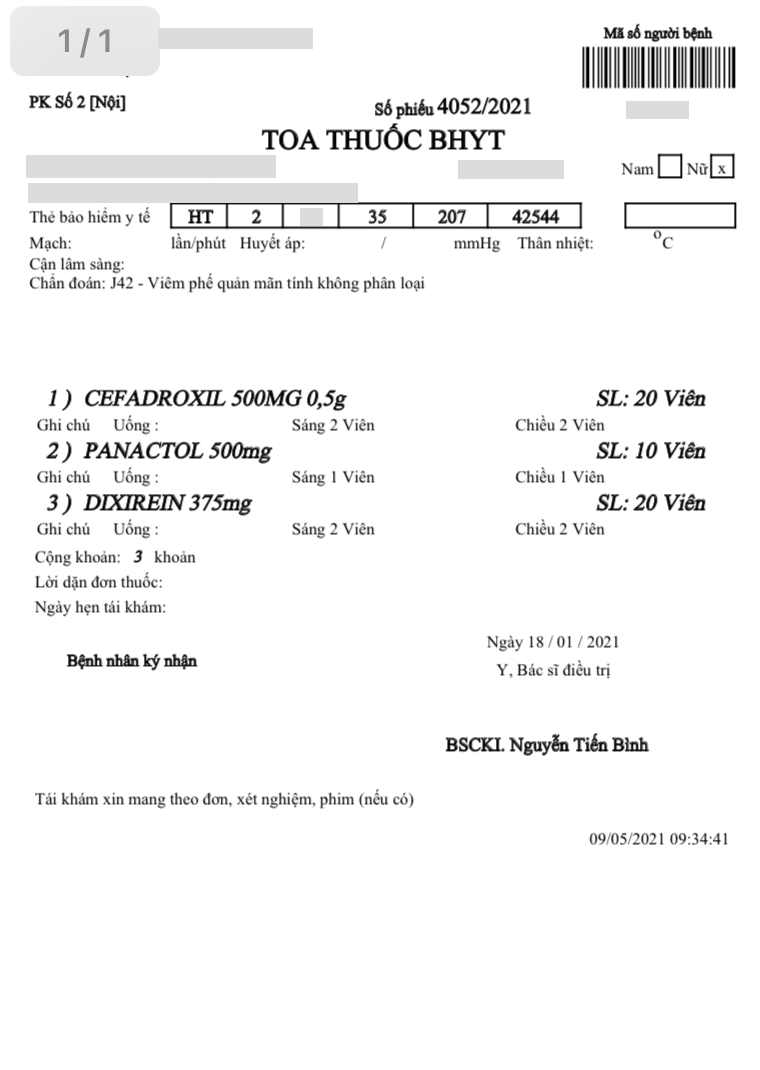 1/1
Mã số người bệnh
PK Số 2 [Nội]
Số phiếu 4052/2021
TOA THUỐC BHYT
Nam Nữ x
Thẻ bảo hiểm y tế HT 2 35 207 42544
Mạch: lần/phút Huyết áp: / mmHg Thân nhiệt: °C
Cận lâm sàng:
Chẩn đoán: J42 - Viêm phế quản mãn tính không phân loại
1 ) CEFADROXIL 500MG 0,5g SL: 20 Viên
Ghi chú Uống : Sáng 2 Viên Chiều 2 Viên
2 ) PANACTOL 500mg SL: 10 Viên
Ghi chú Uống : Sáng 1 Viên Chiều 1 Viên
3 ) DIXIREIN 375mg SL: 20 Viên
Ghi chú Uống : Sáng 2 Viên Chiều 2 Viên
Cộng khoản: 3 khoản
Lời dặn đơn thuốc:
Ngày hẹn tái khám:
Ngày 18 / 01 / 2021
Bệnh nhân ký nhận
Y, Bác sĩ điều trị
BSCKI. Nguyễn Tiến Bình
Tái khám xin mang theo đơn, xét nghiệm, phim (nếu có)
09/05/2021 09:34:41